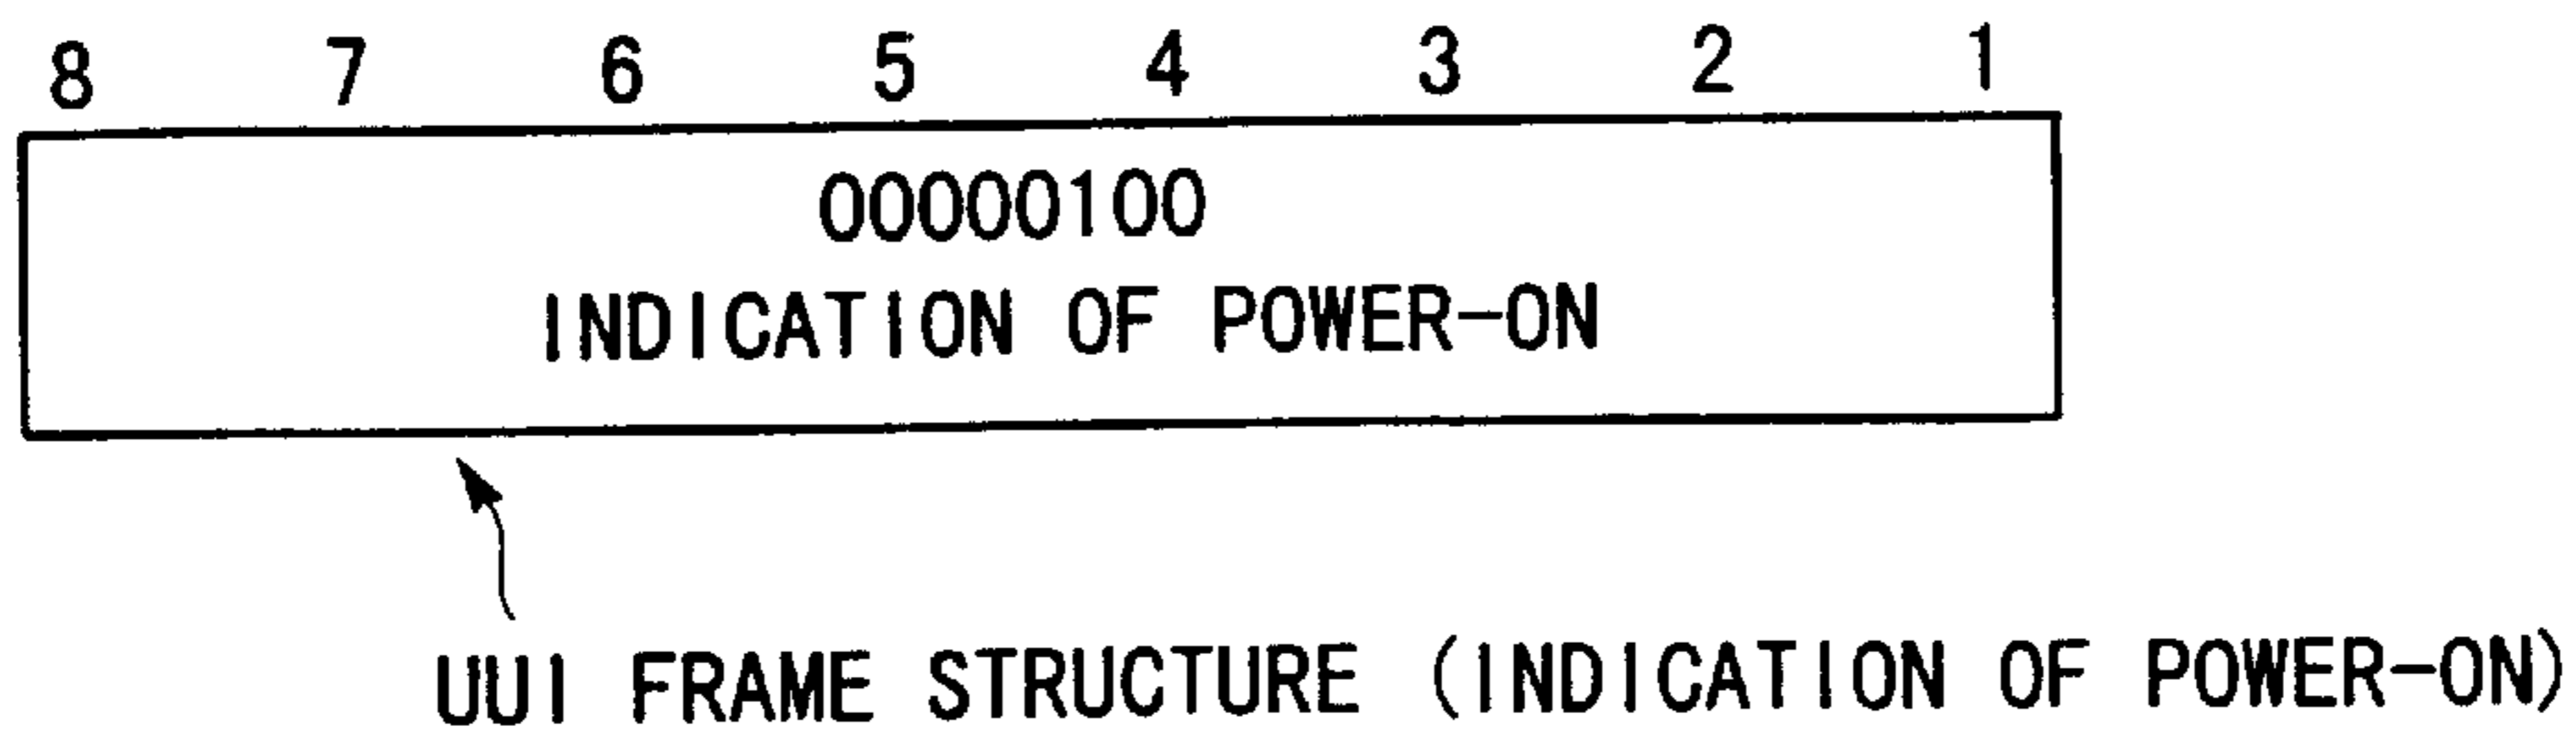 8 7 6 5 4 3 2 1
00000100
INDICATION OF POWER-ON
UUI FRAME STRUCTURE (INDICATION OF POWER-ON)